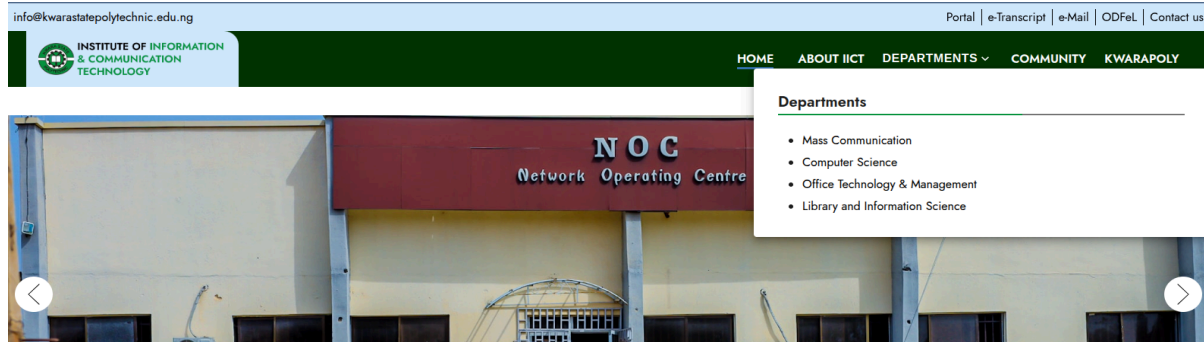 info@kwarastatepolytechnic.edu.ng
Portal | e-Transcript | e-Mail | ODFeL | Contact us
INSTITUTE OF INFORMATION
& COMMUNICATION
TECHNOLOGY
HOME ABOUT IICT DEPARTMENTS COMMUNITY KWARAPOLY
Departments
Mass Communication
Computer Science
Office Technology & Management
Library and Information Science
NOC
Network Operating Centre